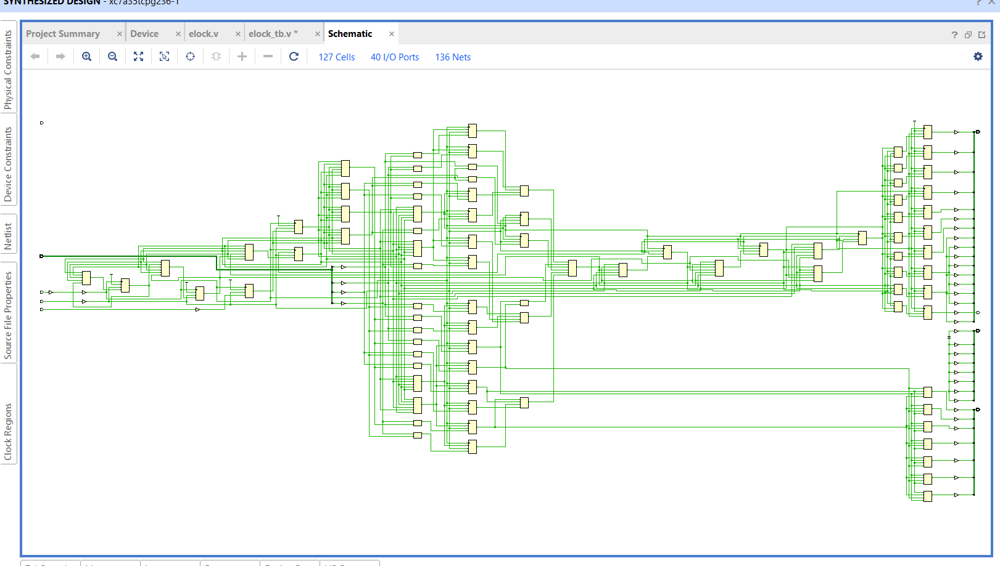 SYNTHESIZED DESIGN - xc7a35tcpg236-1
Project Summary
Device
elock.v
elock_tb.v *
Schematic
127 Cells
40 I/O Ports
136 Nets
Physical Constraints
Device Constraints
Netlist
Source File Properties
Clock Regions